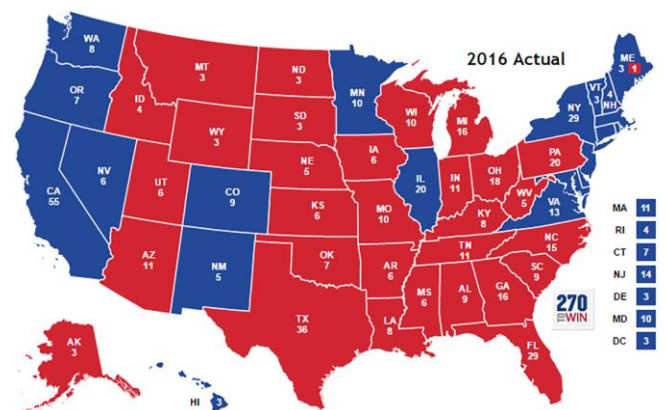 2016 Actual
WA
8
OR
7
CA
55
NV
6
ID
4
MT
3
WY
3
UT
6
AZ
11
CO
9
NM
5
ND
3
SD
3
NE
5
KS
6
OK
7
TX
36
MN
10
IA
6
MO
10
AR
6
LA
8
WI
10
IL
20
MI
16
IN
11
OH
18
KY
8
TN
11
MS
6
AL
9
GA
16
FL
29
SC
9
NC
15
VA
13
WV
5
PA
20
NY
29
VT
3
4
NH
ME
3 1
MA 11
RI 4
CT 7
NJ 14
DE 3
MD 10
DC 3
270
TO WIN
AK
3
HI 3